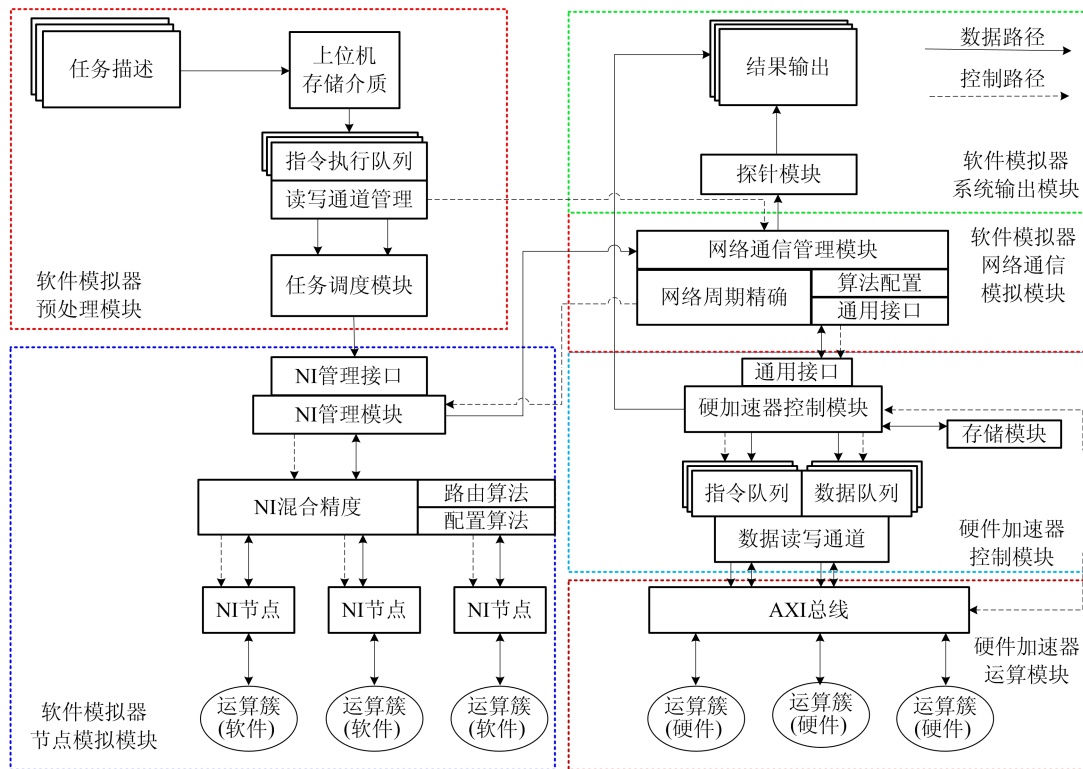 任务描述
上位机
存储介质
指令执行队列
读写通道管理
任务调度模块
软件模拟器
预处理模块
结果输出
数据路径
控制路径
探针模块
软件模拟器
系统输出模块
网络通信管理模块
网络周期精确
算法配置
通用接口
软件模拟器
网络通信
模拟模块
NI管理接口
NI管理模块
NI混合精度
路由算法
配置算法
NI节点
NI节点
NI节点
运算簇
(软件)
运算簇
(软件)
运算簇
(软件)
软件模拟器
节点模拟模块
通用接口
硬加速器控制模块
存储模块
指令队列
数据队列
数据读写通道
硬件加速器
控制模块
AXI总线
运算簇
(硬件)
运算簇
(硬件)
运算簇
(硬件)
硬件加速器
运算模块